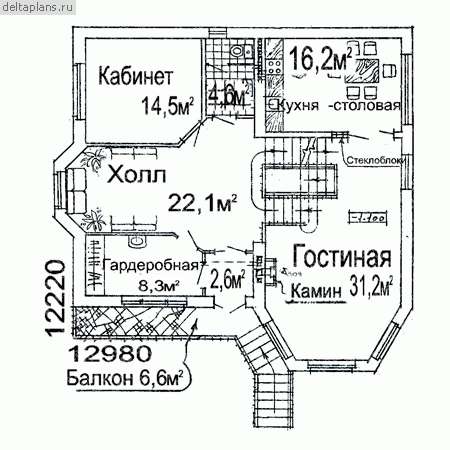 deltaplans.ru
Кабинет
14,5м²
4,6
16,2м²
Кухня -столовая
Стеклоблоки
Холл
22,1м²
-1.100
Гостиная
31,2м²
Камин
Гардеробная
8,3м²
2,6м²
12220
12980
Балкон 6,6м²